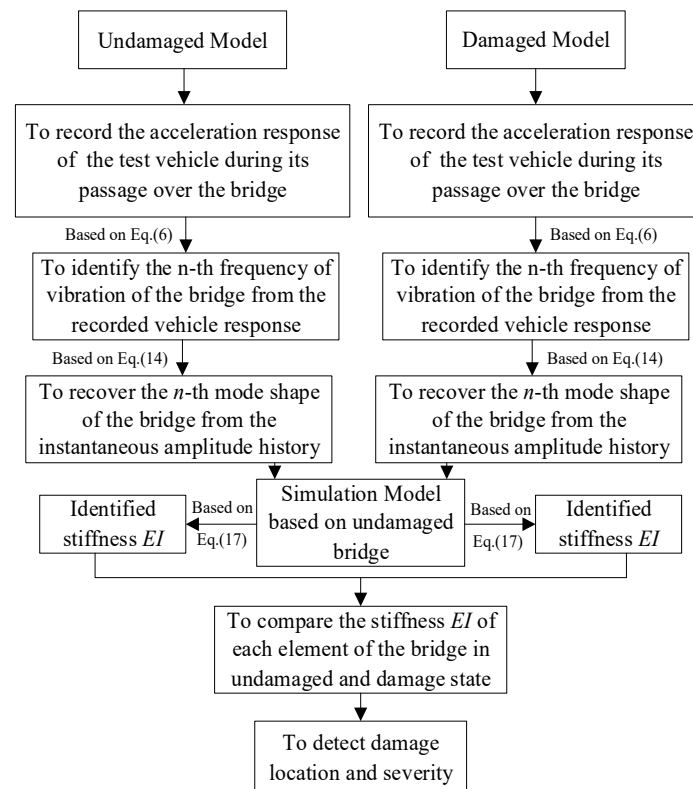 Undamaged Model
Damaged Model
To record the acceleration response
of the test vehicle during its
passage over the bridge
To record the acceleration response
of the test vehicle during its
passage over the bridge
Based on Eq.(6)
Based on Eq.(6)
To identify the n-th frequency of
vibration of the bridge from the
recorded vehicle response
To identify the n-th frequency of
vibration of the bridge from the
recorded vehicle response
Based on Eq.(14)
Based on Eq.(14)
To recover the n-th mode shape
of the bridge from the
instantaneous amplitude history
To recover the n-th mode shape
of the bridge from the
instantaneous amplitude history
Identified
stiffness EI
Based on
Eq.(17)
Simulation Model
based on undamaged
bridge
Based on
Eq.(17)
Identified
stiffness EI
To compare the stiffness EI of
each element of the bridge in
undamaged and damage state
To detect damage
location and severity